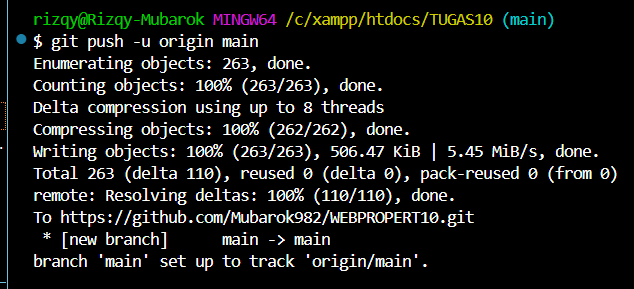 rizqy@Rizqy-Mubarok MINGW64 /c/xampp/htdocs/TUGAS10 (main)
$ git push -u origin main
Enumerating objects: 263, done.
Counting objects: 100% (263/263), done.
Delta compression using up to 8 threads
Compressing objects: 100% (262/262), done.
Writing objects: 100% (263/263), 506.47 KiB | 5.45 MiB/s, done.
Total 263 (delta 110), reused 0 (delta 0), pack-reused 0 (from 0)
remote: Resolving deltas: 100% (110/110), done.
To https://github.com/Mubarok982/WEBPROPERT10.git
 * [new branch]      main -> main
branch 'main' set up to track 'origin/main'.